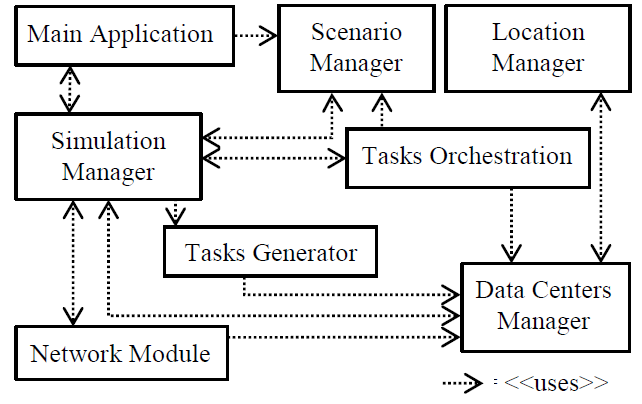 Main Application
Scenario
Manager
Location
Manager
Simulation
Manager
Tasks Orchestration
Tasks Generator
Data Centers
Manager
Network Module
: <<uses>>